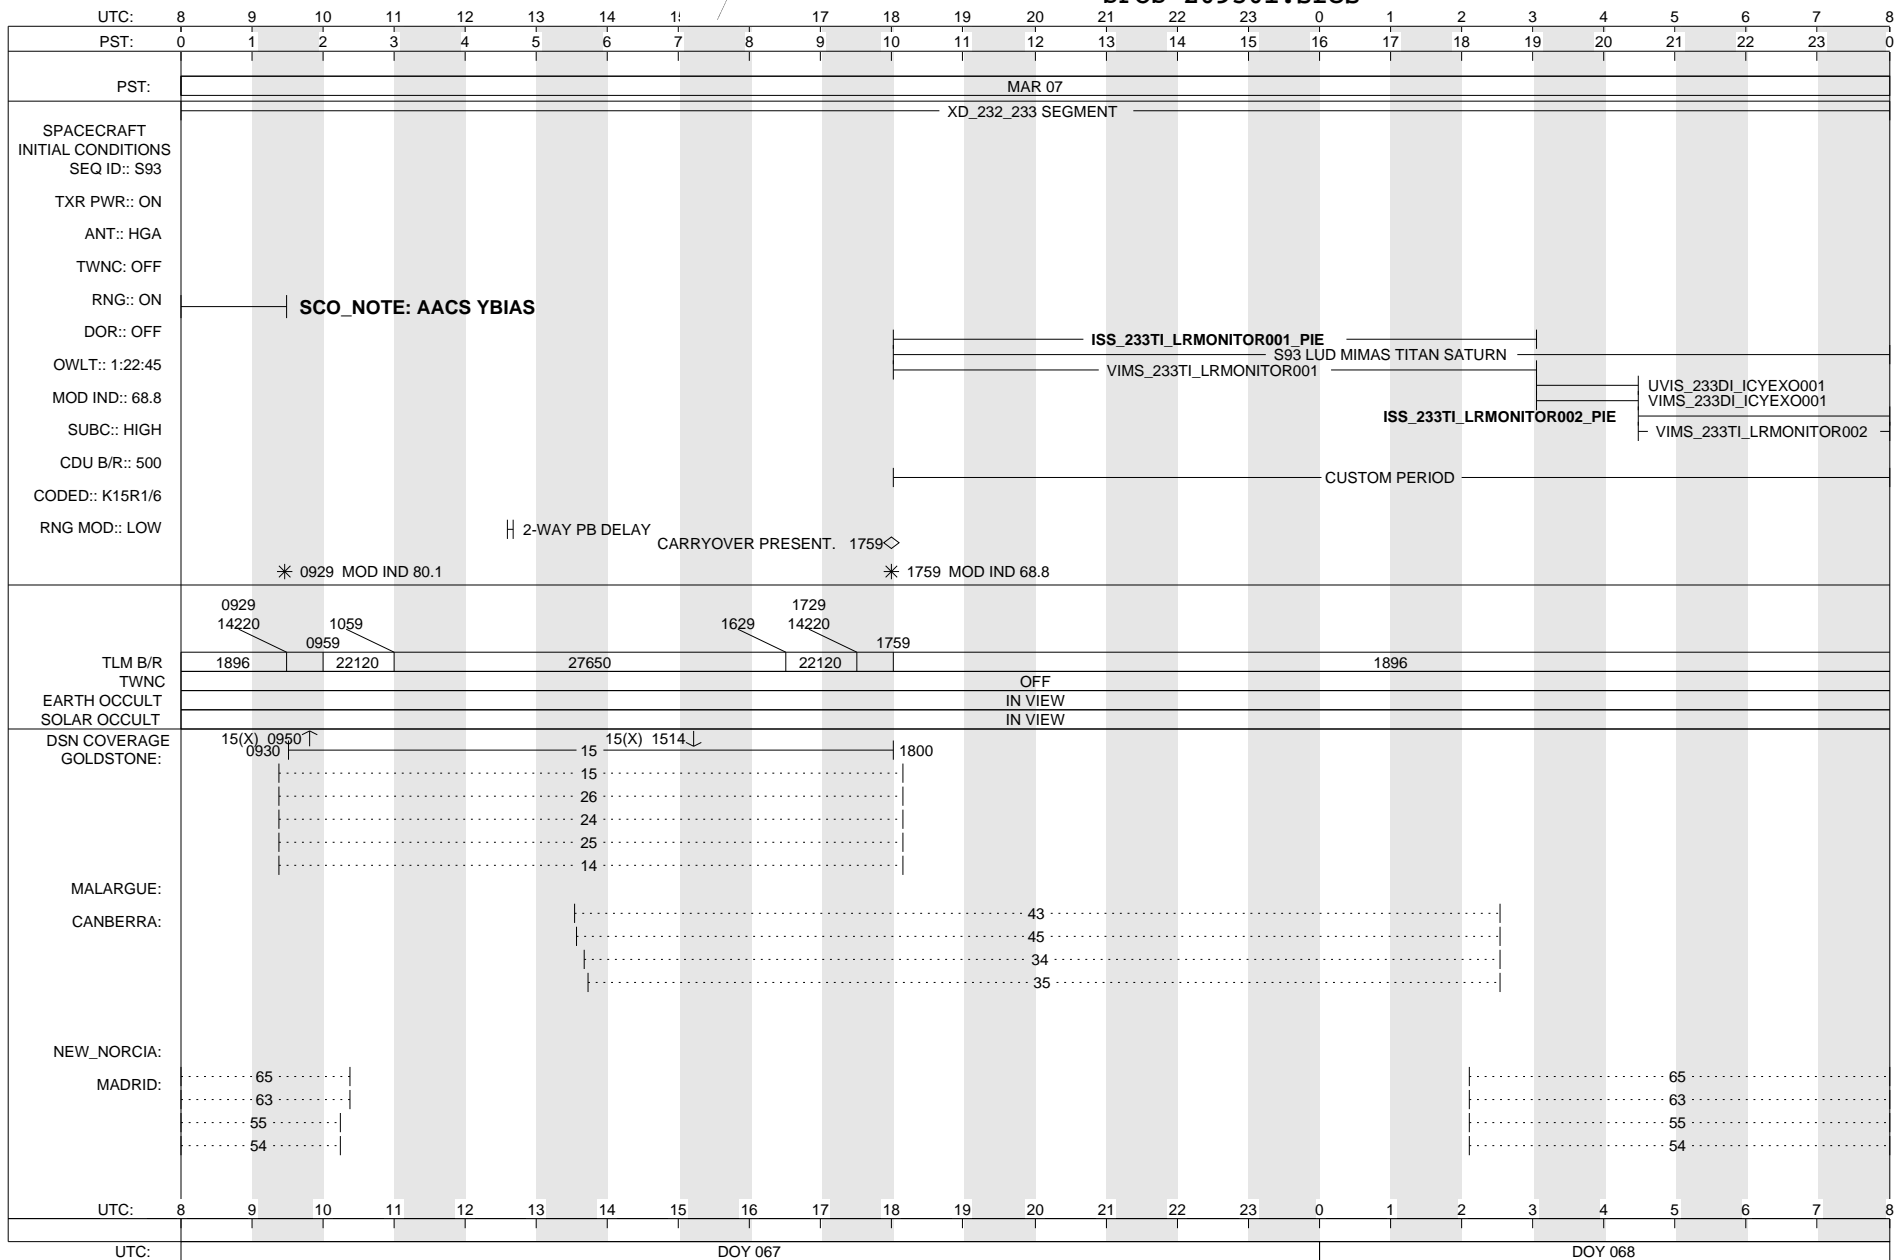 UTC: 8 9 10 11 12 13 14 17 18 19 20 21 22 23 0 1 2 3 4 5 6 7 8
PST: 0 1 2 3 4 5 6 7 8 9 10 11 12 13 14 15 16 17 18 19 20 21 22 23 0
PST: MAR 07
XD_232_233 SEGMENT
SPACECRAFT
INITIAL CONDITIONS
SEQ ID:: S93
TXR PWR:: ON
ANT:: HGA
TWNC: OFF
RNG:: ON
SCO_NOTE: AACS YBIAS
DOR:: OFF
ISS_233TI_LRMONITOR001_PIE
S93 LUD MIMAS TITAN SATURN
OWLT:: 1:22:45
VIMS_233TI_LRMONITOR001
UVIS_233DI_ICYEXO001
MOD IND:: 68.8
VIMS_233DI_ICYEXO001
ISS_233TI_LRMONITOR002_PIE
SUBC:: HIGH
VIMS_233TI_LRMONITOR002
CDU B/R:: 500
CUSTOM PERIOD
CODED:: K15R1/6
RNG MOD:: LOW
2-WAY PB DELAY
CARRYOVER PRESENT. 1759
0929 MOD IND 80.1
1759 MOD IND 68.8
0929 1729
14220 1059 1629 14220
0959 1759
TLM B/R 1896 22120 27650 22120 1896
TWNC OFF
EARTH OCCULT IN VIEW
SOLAR OCCULT IN VIEW
DSN COVERAGE 15(X) 0950 15(X) 1514
GOLDSTONE: 0930 15 1800
15
26
24
25
14
MALARGUE:
CANBERRA: 43
45
34
35
NEW_NORCIA:
MADRID: 65 65
63 63
55 55
54 54
UTC: 8 9 10 11 12 13 14 15 16 17 18 19 20 21 22 23 0 1 2 3 4 5 6 7 8
UTC: DOY 067 DOY 068